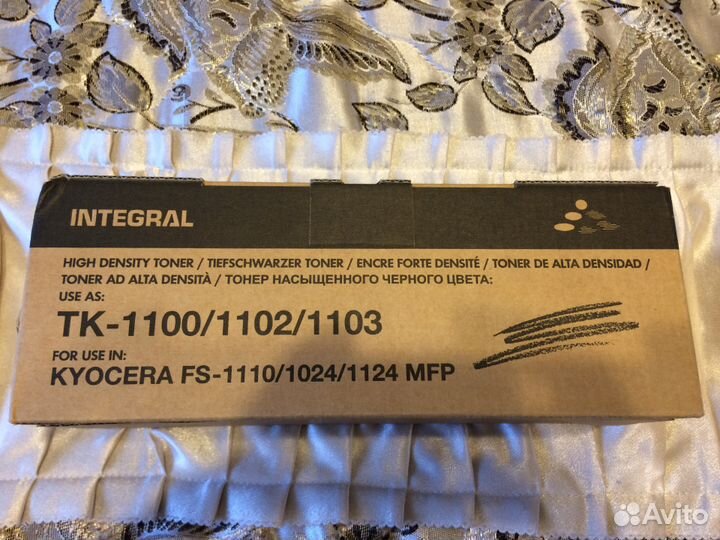 INTEGRAL
HIGH DENSITY TONER / TIEFSCHWARZER TONER / ENCRE FORTE DENSITÉ / TONER DE ALTA DENSIDAD /
TONER AD ALTA DENSITÀ / ТОНЕР НАСЫЩЕННОГО ЧЕРНОГО ЦВЕТА:
USE AS:
TK-1100/1102/1103
FOR USE IN:
KYOCERA FS-1110/1024/1124 MFP
Avito